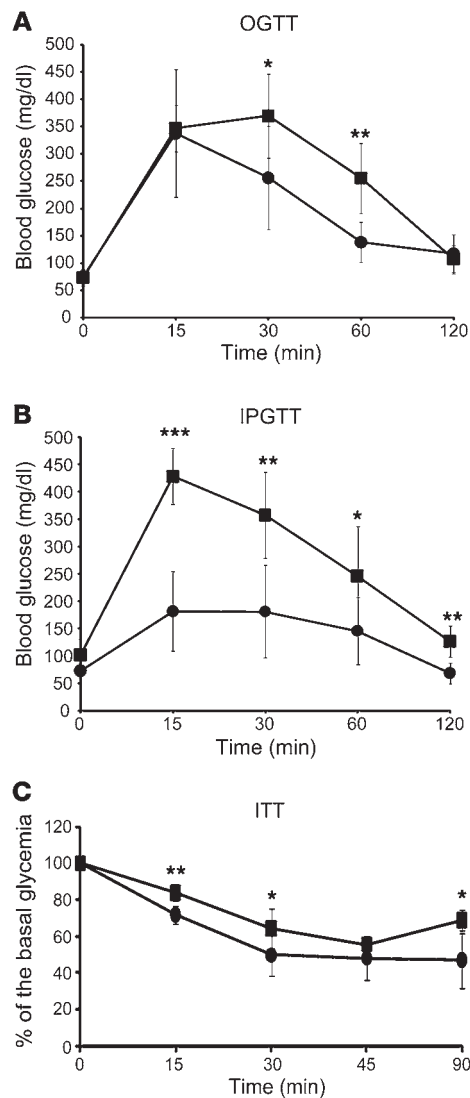 A
OGTT
Blood glucose (mg/dl)
500
450
400
350
300
250
200
150
100
50
0
*
**
0 15 30 60 120
Time (min)
B
IPGTT
Blood glucose (mg/dl)
500
450
400
350
300
250
200
150
100
50
0
***
**
*
**
0 15 30 60 120
Time (min)
C
ITT
% of the basal glycemia
120
100
80
60
40
20
0
**
*
*
0 15 30 45 90
Time (min)